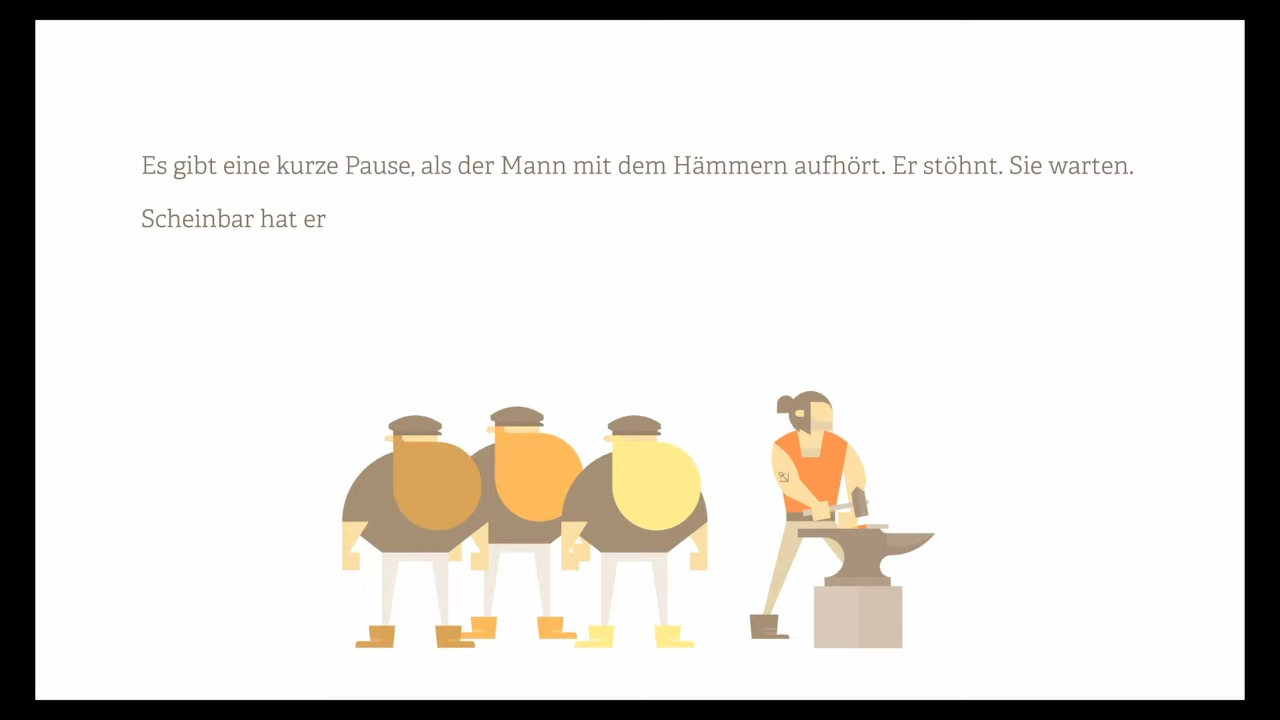 Es gibt eine kurze Pause, als der Mann mit dem Hämmern aufhört. Er stöhnt. Sie warten.
Scheinbar hat er